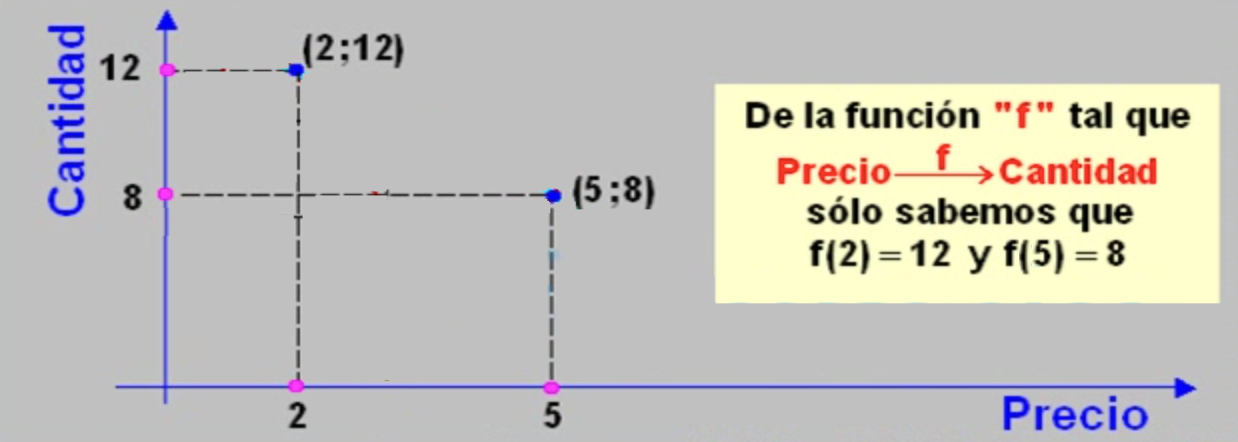 Cantidad
12
(2;12)
8
(5;8)
2
5
Precio
De la función "f" tal que
Precio f → Cantidad
sólo sabemos que
f(2) = 12 y f(5) = 8